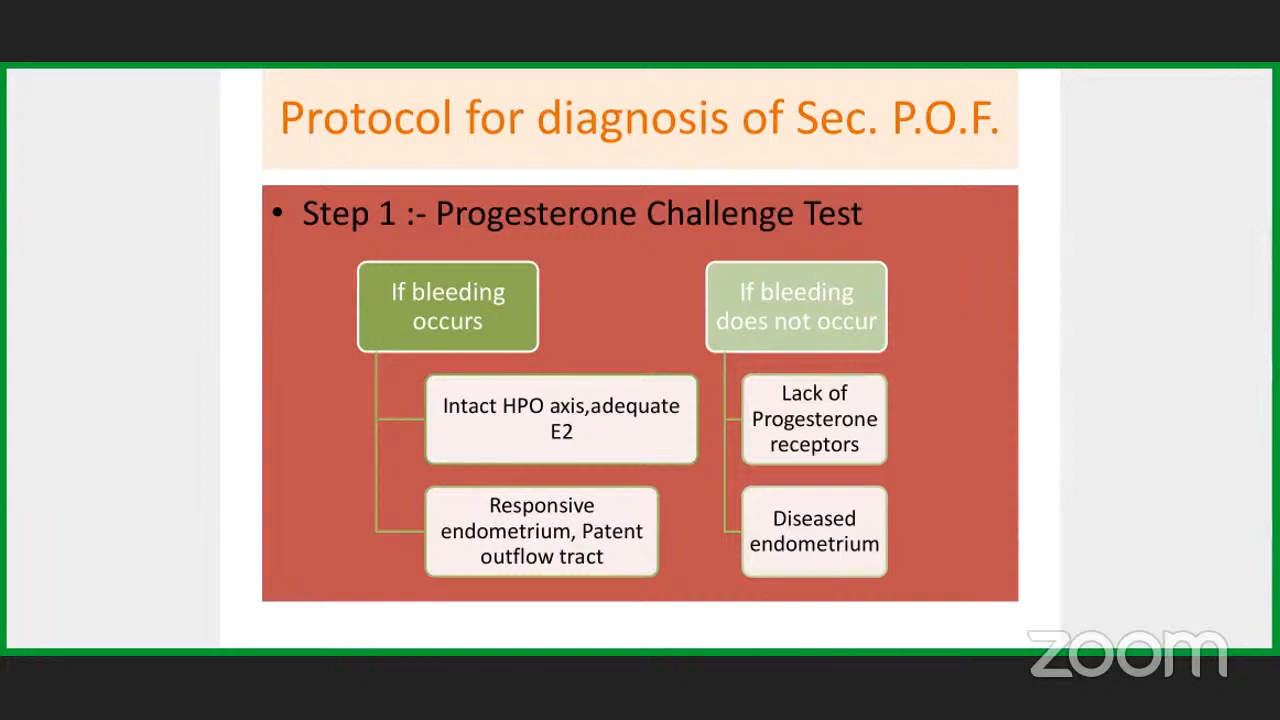 Protocol for diagnosis of Sec. P.O.F.
• Step 1 :- Progesterone Challenge Test
If bleeding
occurs
Intact HPO axis,adequate
E2
Responsive
endometrium, Patent
outflow tract
If bleeding
does not occur
Lack of
Progesterone
receptors
Diseased
endometrium
zoom